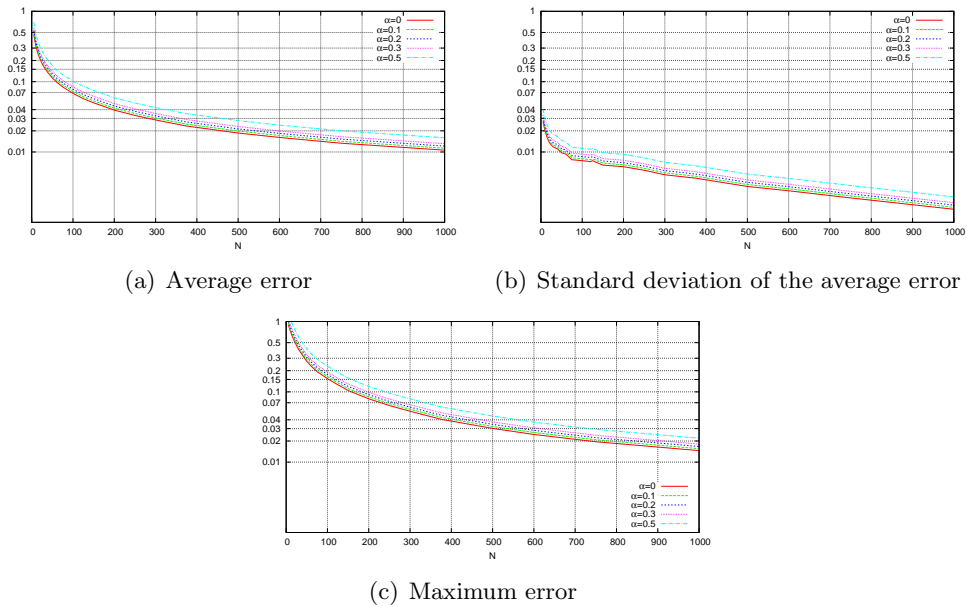 1
0.5
0.3
0.2
0.15
0.1
0.07
0.04
0.03
0.02
0.01
α=0
α=0.1
α=0.2
α=0.3
α=0.5
0 100 200 300 400 500 600 700 800 900 1000
N
(a) Average error
1
0.5
0.3
0.2
0.15
0.1
0.07
0.04
0.03
0.02
0.01
α=0
α=0.1
α=0.2
α=0.3
α=0.5
0 100 200 300 400 500 600 700 800 900 1000
N
(b) Standard deviation of the average error
1
0.5
0.3
0.2
0.15
0.1
0.07
0.04
0.03
0.02
0.01
α=0
α=0.1
α=0.2
α=0.3
α=0.5
0 100 200 300 400 500 600 700 800 900 1000
N
(c) Maximum error